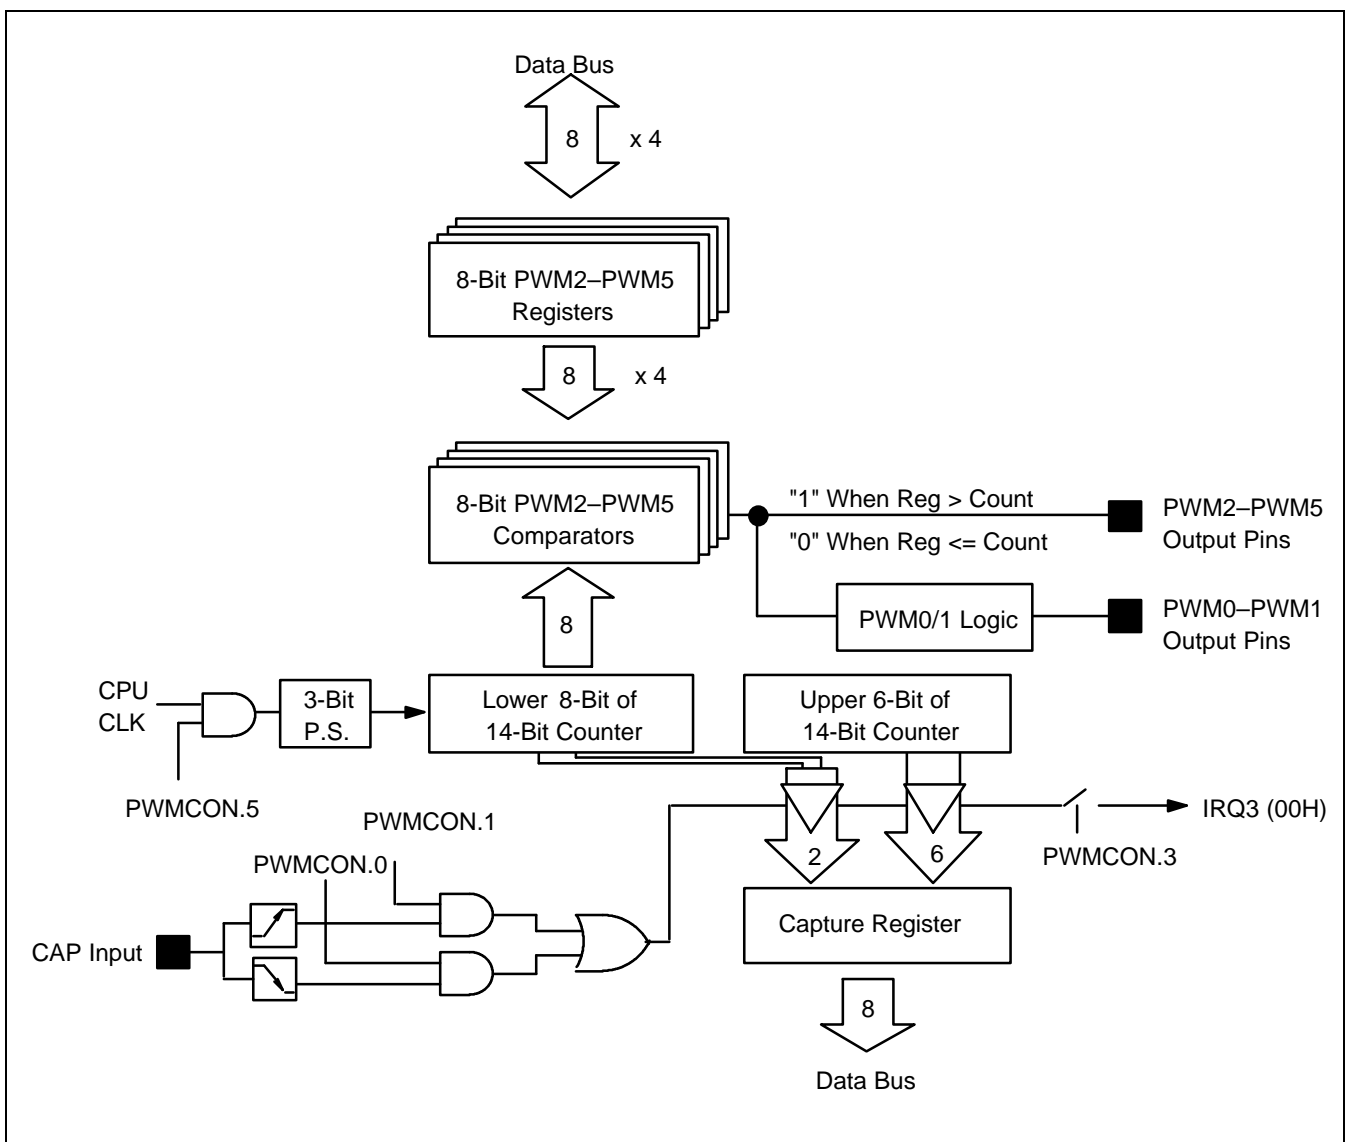 Data Bus
8
x 4
8-Bit PWM2–PWM5
Registers
8
x 4
8-Bit PWM2–PWM5
Comparators
"1" When Reg > Count
"0" When Reg <= Count
PWM2–PWM5
Output Pins
PWM0/1 Logic
PWM0–PWM1
Output Pins
8
CPU
CLK
3-Bit
P.S.
Lower 8-Bit of
14-Bit Counter
Upper 6-Bit of
14-Bit Counter
PWMCON.5
PWMCON.1
IRQ3 (00H)
PWMCON.0
2
6
PWMCON.3
CAP Input
Capture Register
8
Data Bus